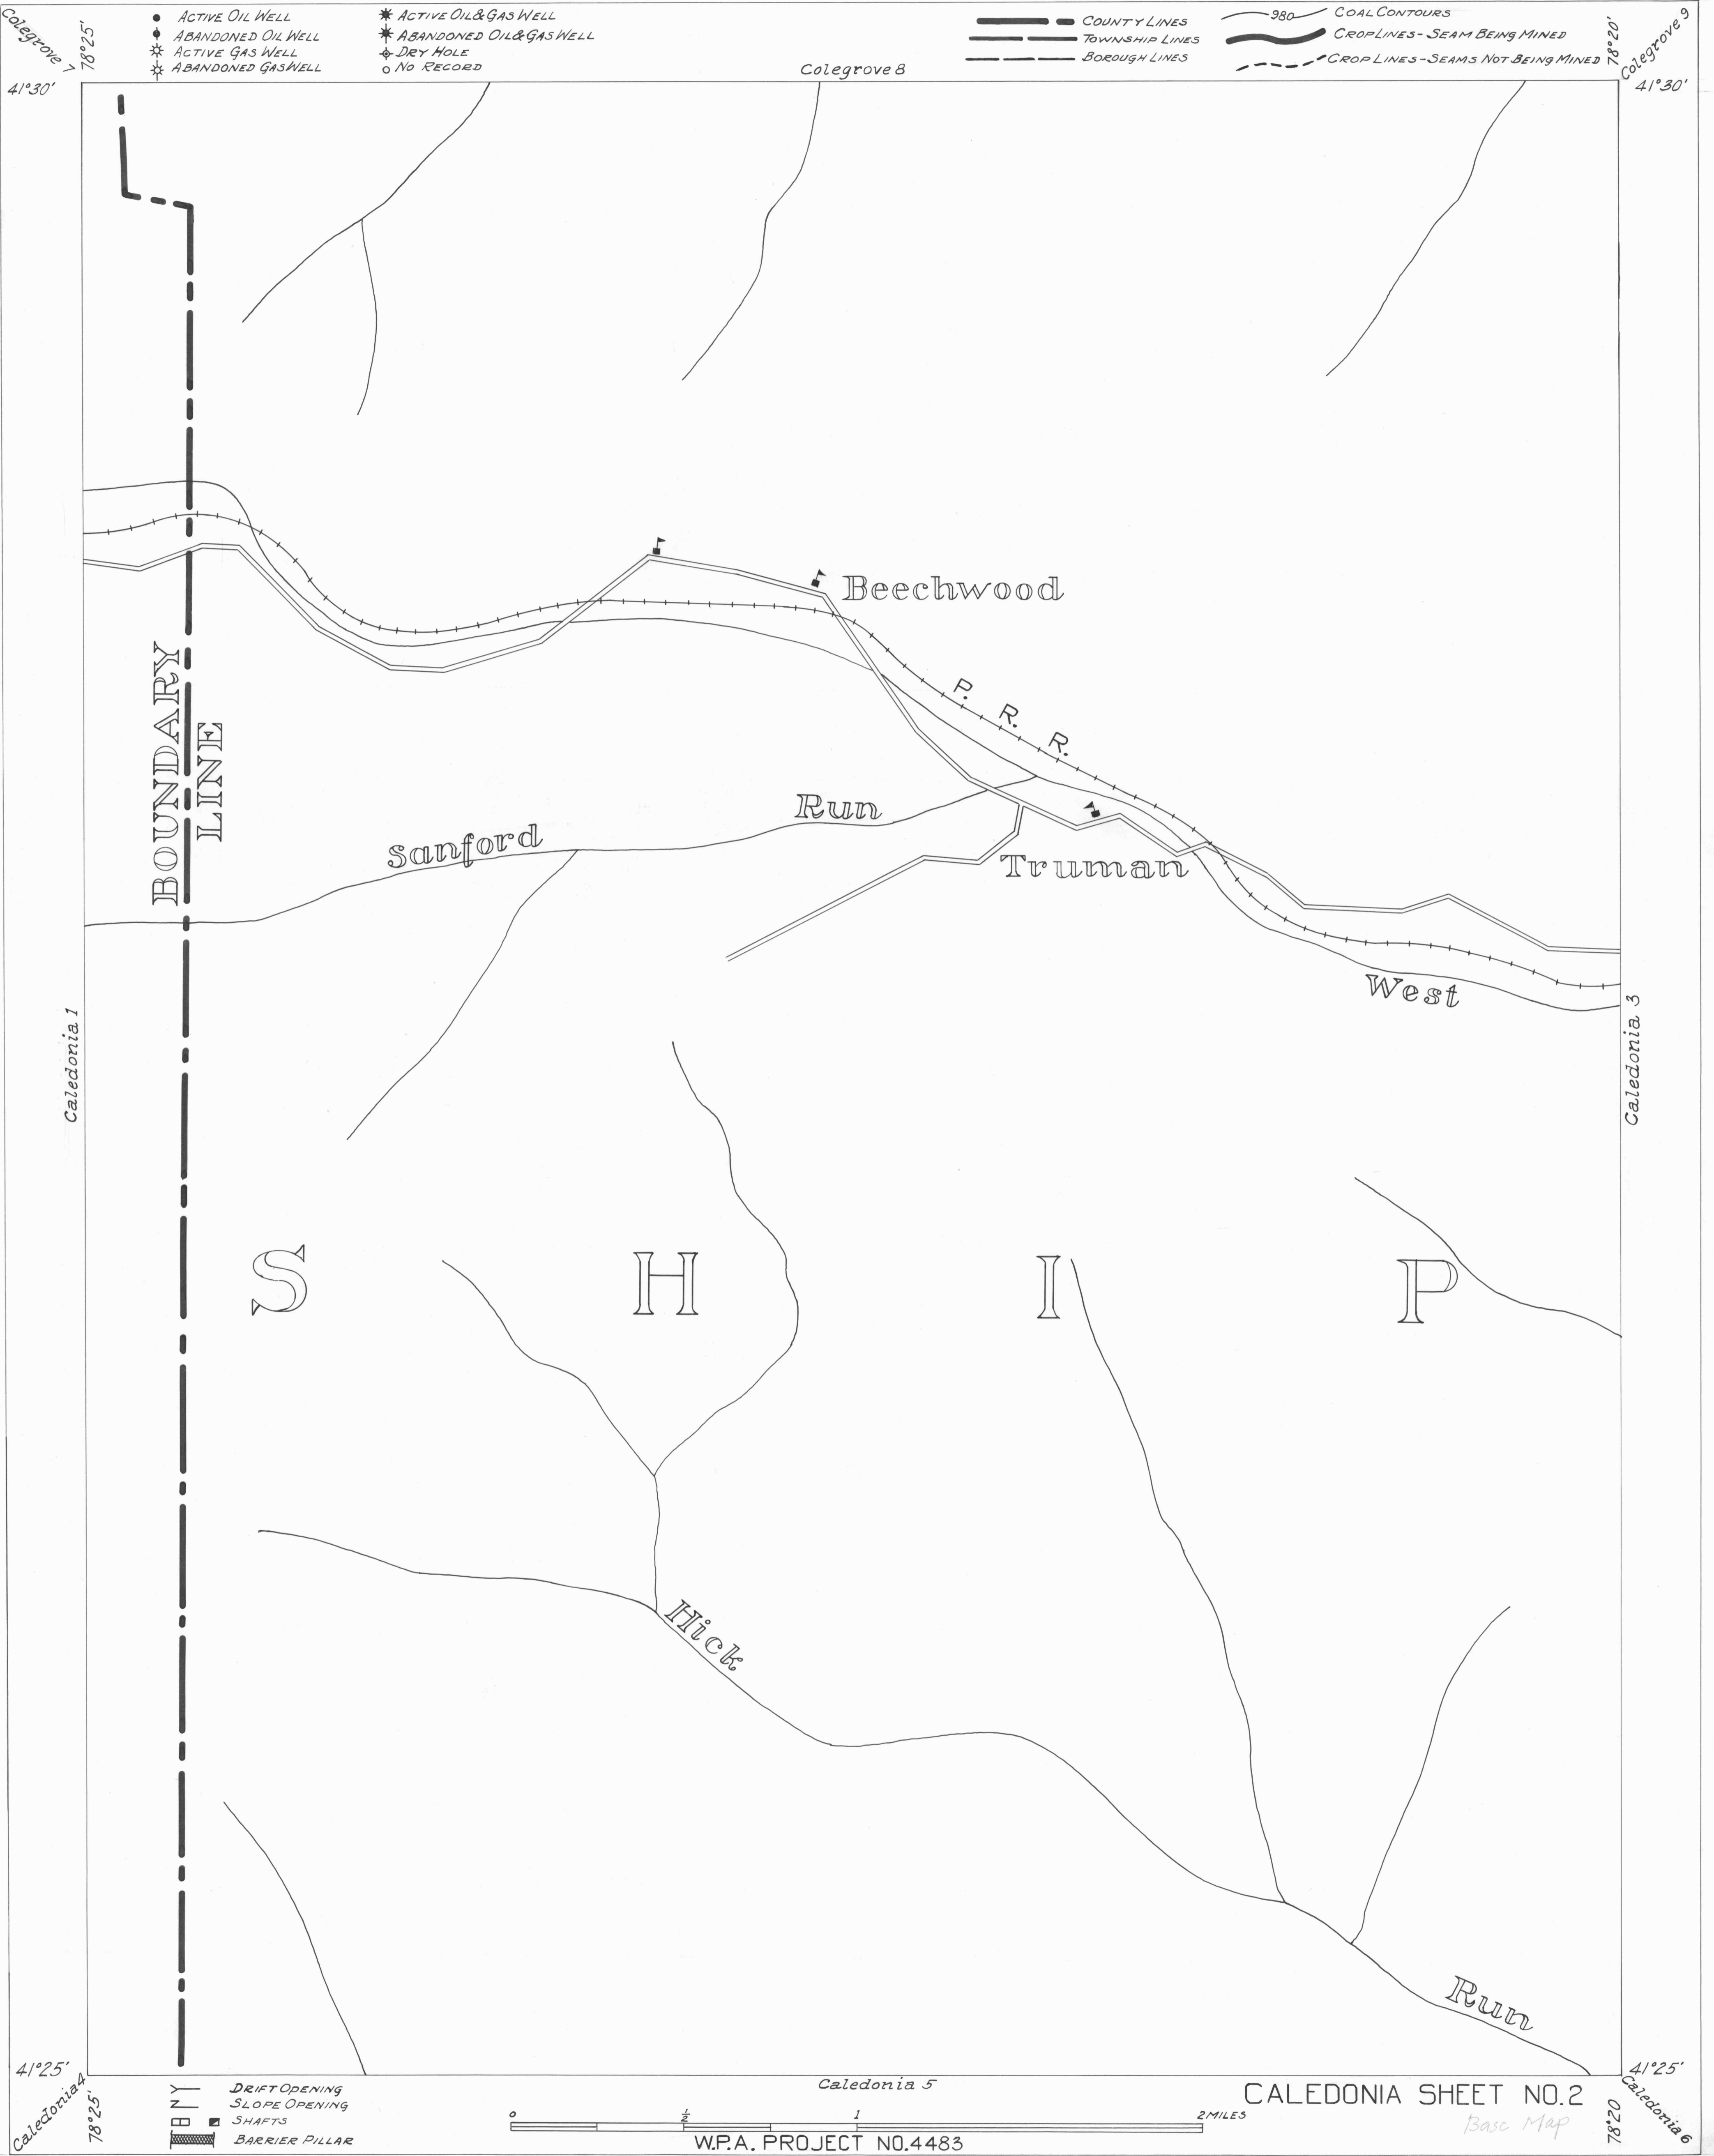 Colegrove 7
78°25'
ACTIVE OIL WELL
ABANDONED OIL WELL
ACTIVE GAS WELL
ABANDONED GAS WELL
ACTIVE OIL & GAS WELL
ABANDONED OIL & GAS WELL
DRY HOLE
NO RECORD
Colegrove 8
COUNTY LINES
TOWNSHIP LINES
BOROUGH LINES
980
COAL CONTOURS
CROP LINES - SEAM BEING MINED
CROP LINES - SEAMS NOT BEING MINED
78°20'
Colegrove 9
41°30'
41°30'
Beechwood
P. R. R.
BOUNDARY
LINE
Sanford Run
Truman
West
Caledonia 1
Caledonia 3
S H I P
Hick Run
41°25'
41°25'
Caledonia 4
78°25'
DRIFT OPENING
SLOPE OPENING
SHAFTS
BARRIER PILLAR
Caledonia 5
0 ½ 1 2 MILES
W.P.A. PROJECT NO. 4483
CALEDONIA SHEET NO. 2
Base Map
78°20
Caledonia 6